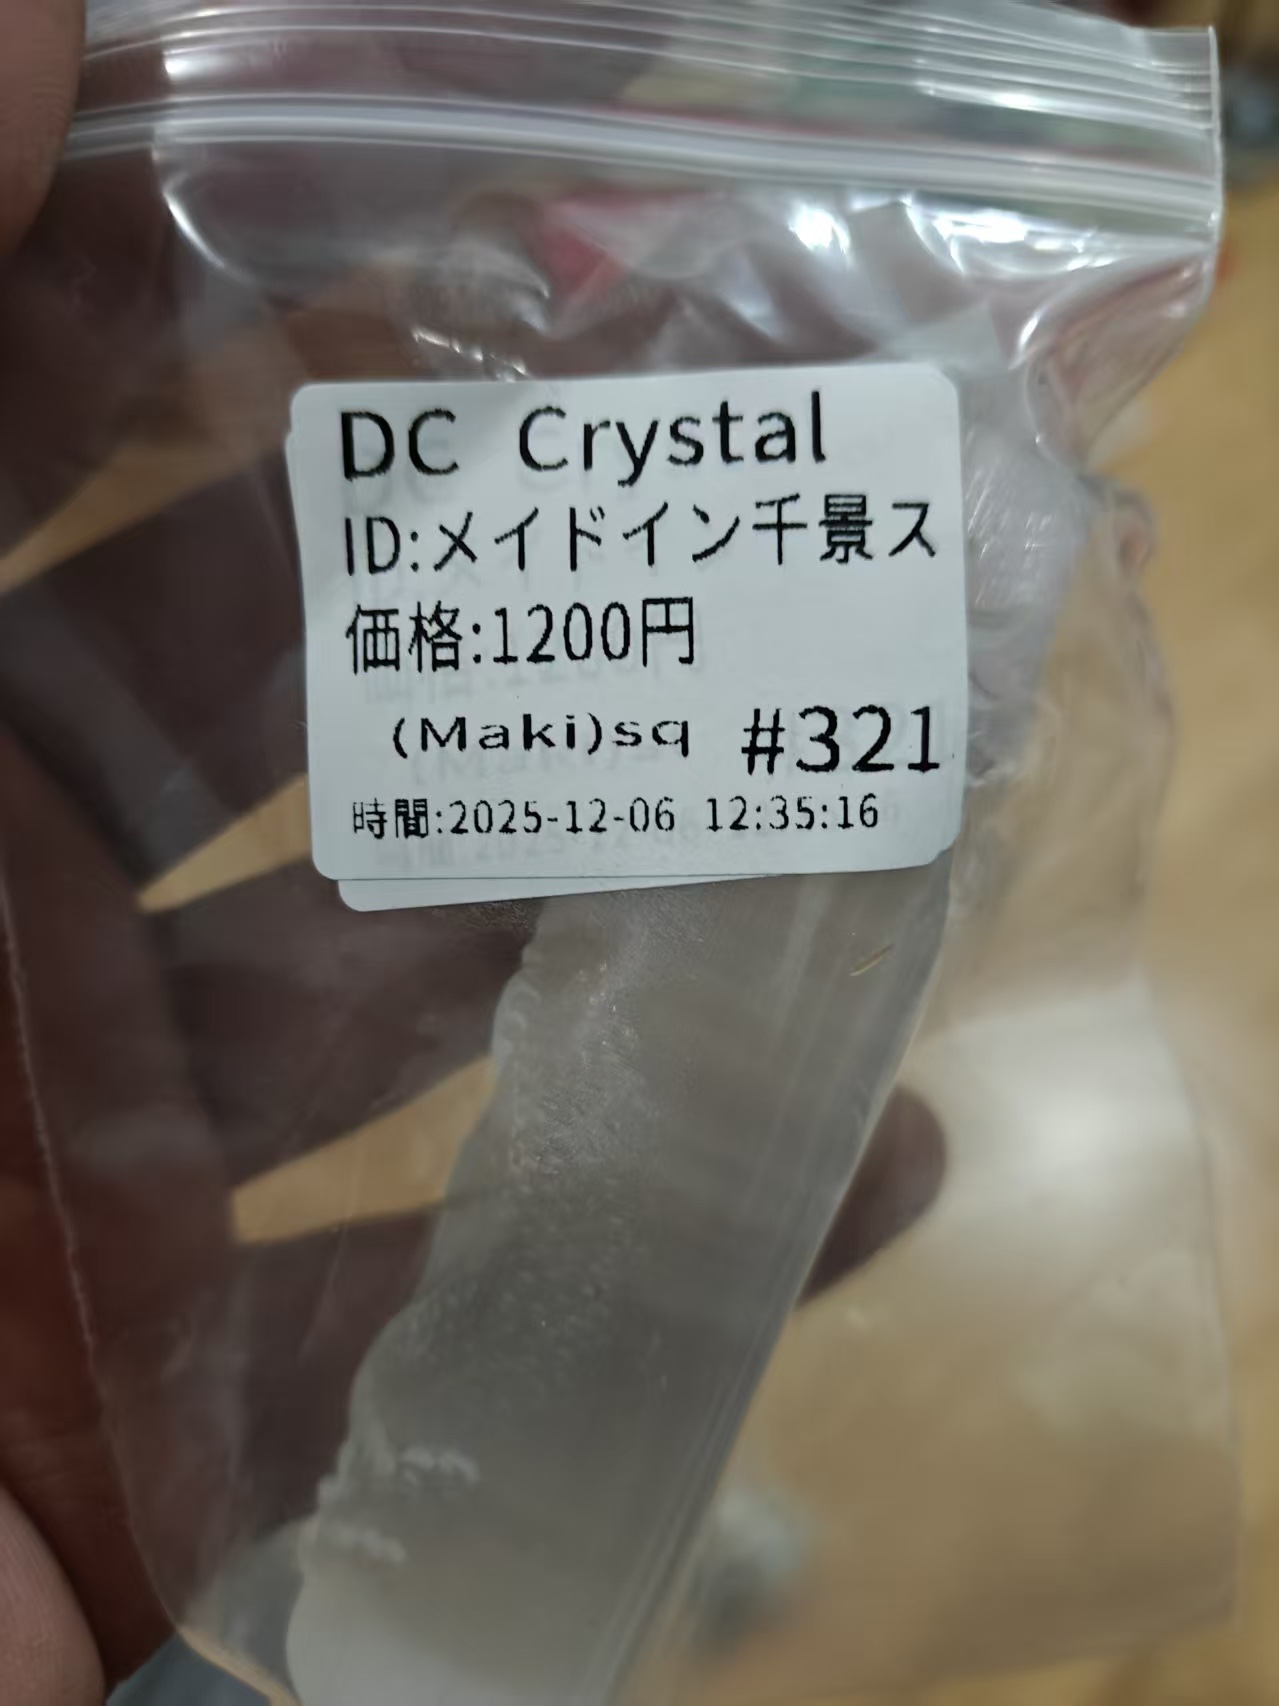 DC Crystal
ID:メイドイン千景ス
価格:1200円
(Maki)sq #321
時間:2025-12-06 12:35:16